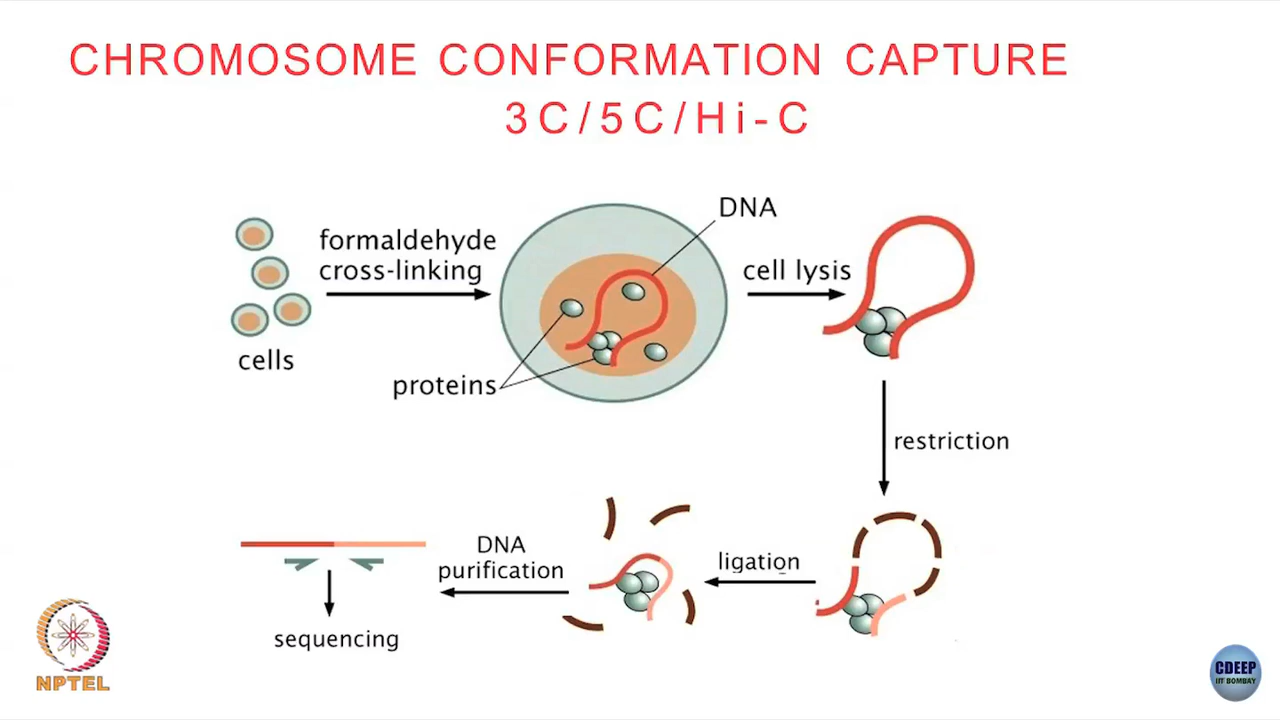 CHROMOSOME CONFORMATION CAPTURE
3C/5C/Hi-C
DNA
formaldehyde
cross-linking
cell lysis
cells
proteins
restriction
DNA
purification
ligation
sequencing
NPTEL
CDEEP
IIT BOMBAY